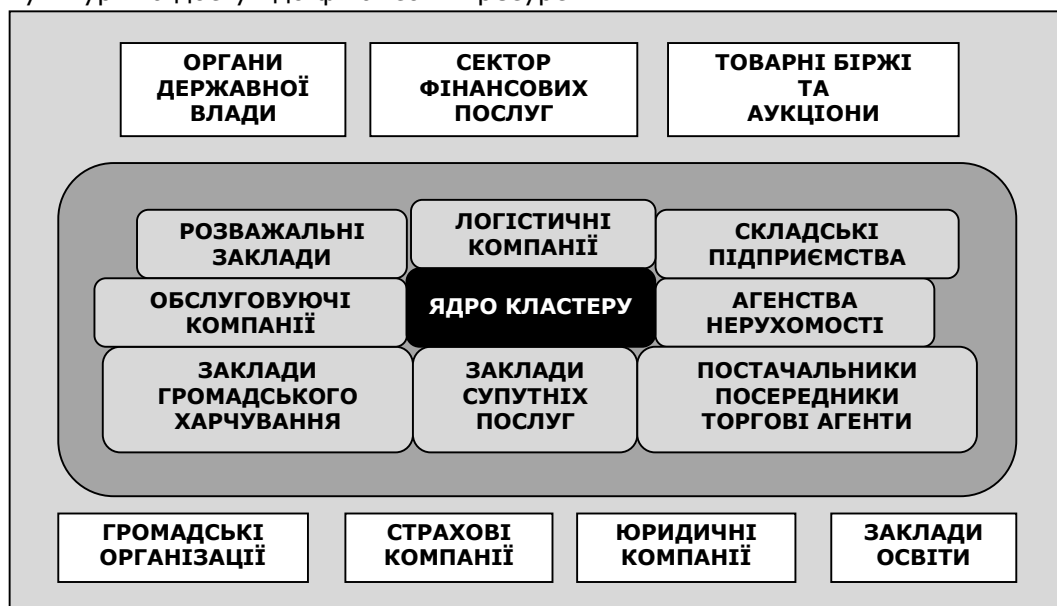 ОРГАНИ
ДЕРЖАВНОЇ
ВЛАДИ
СЕКТОР
ФІНАНСОВИХ
ПОСЛУГ
ТОВАРНІ БІРЖІ
ТА
АУКЦІОНИ
РОЗВАЖАЛЬНІ
ЗАКЛАДИ
ЛОГІСТИЧНІ
КОМПАНІЇ
СКЛАДСЬКІ
ПІДПРИЄМСТВА
ОБСЛУГОВУЮЧІ
КОМПАНІЇ
ЯДРО КЛАСТЕРУ
АГЕНСТВА
НЕРУХОМОСТІ
ЗАКЛАДИ
ГРОМАДСЬКОГО
ХАРЧУВАННЯ
ЗАКЛАДИ
СУПУТНІХ
ПОСЛУГ
ПОСТАЧАЛЬНИКИ
ПОСЕРЕДНИКИ
ТОРГОВІ АГЕНТИ
ГРОМАДСЬКІ
ОРГАНІЗАЦІЇ
СТРАХОВІ
КОМПАНІЇ
ЮРИДИЧНІ
КОМПАНІЇ
ЗАКЛАДИ
ОСВІТИ